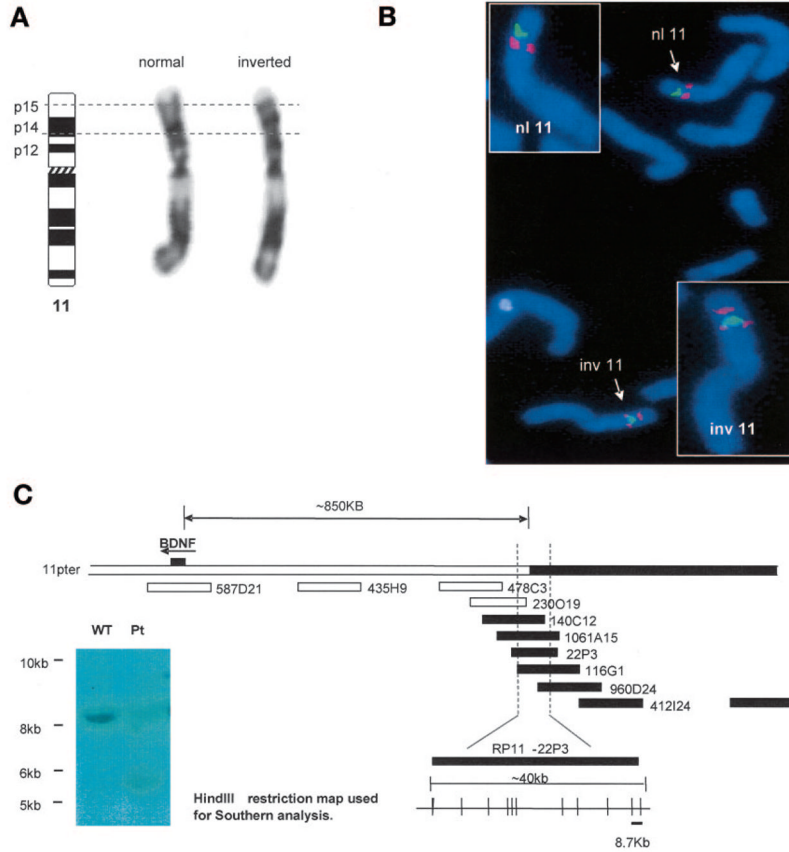 A
normal inverted
p15
p14
p12
11
B
nl 11
nl 11
inv 11
inv 11
C
~850KB
BDNF
11pter
587D21 435H9 478C3
230O19
140C12
1061A15
22P3
116G1
960D24
412I24
WT Pt
10kb
8kb
6kb
5kb
RP11 -22P3
~40kb
HindIII restriction map used
for Southern analysis.
8.7Kb